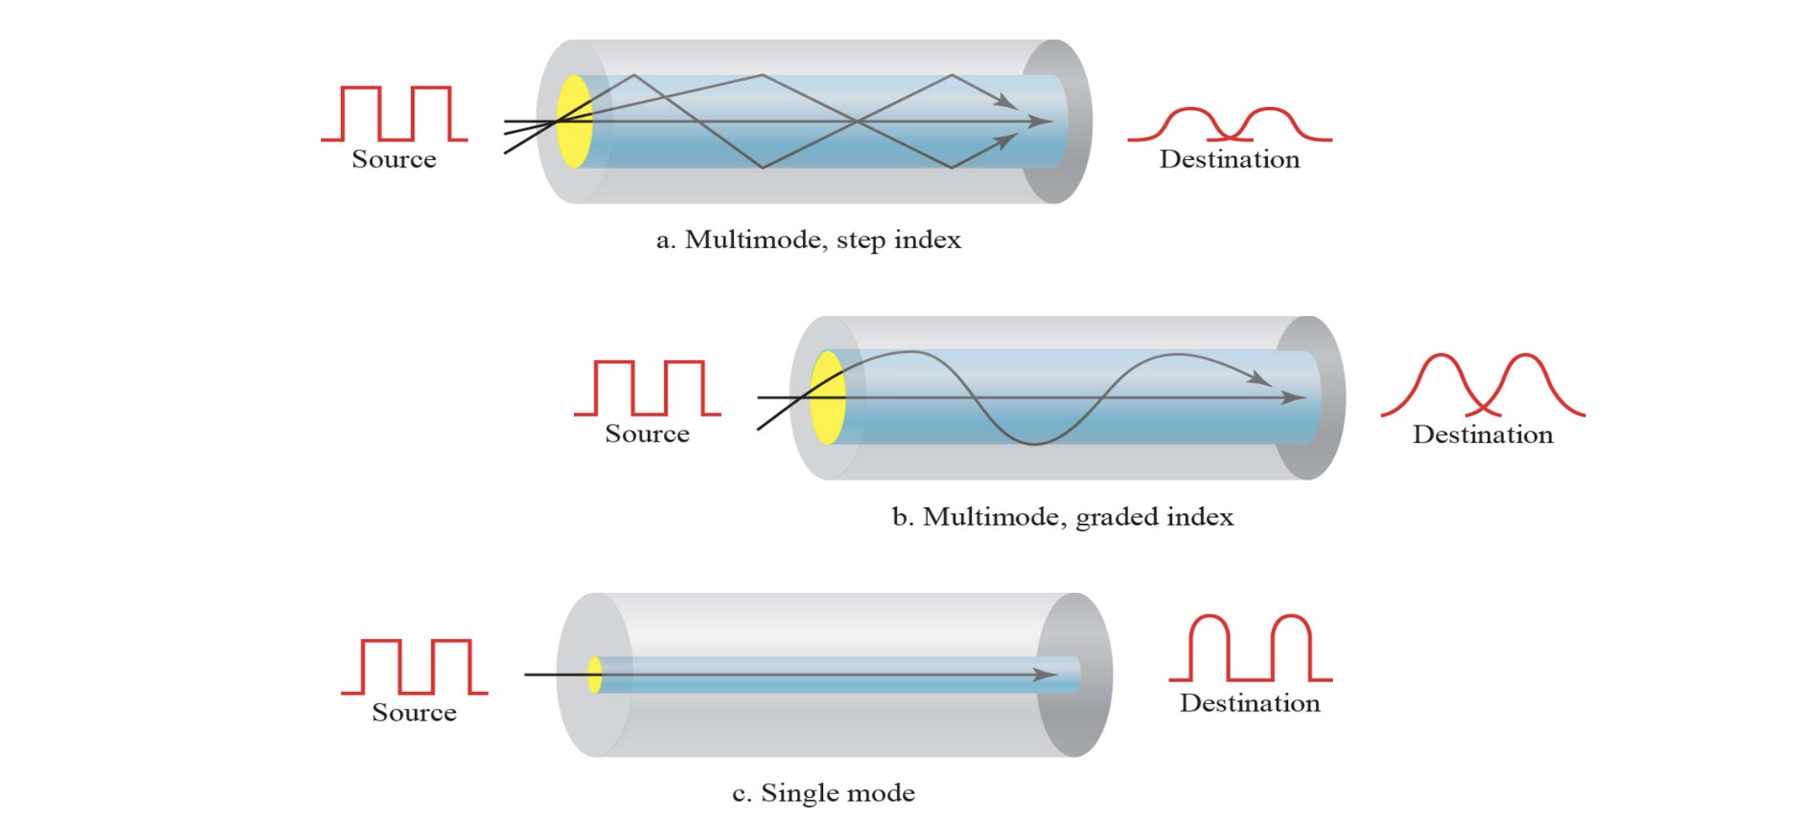 Source
Destination
a. Multimode, step index
Source
Destination
b. Multimode, graded index
Source
Destination
c. Single mode